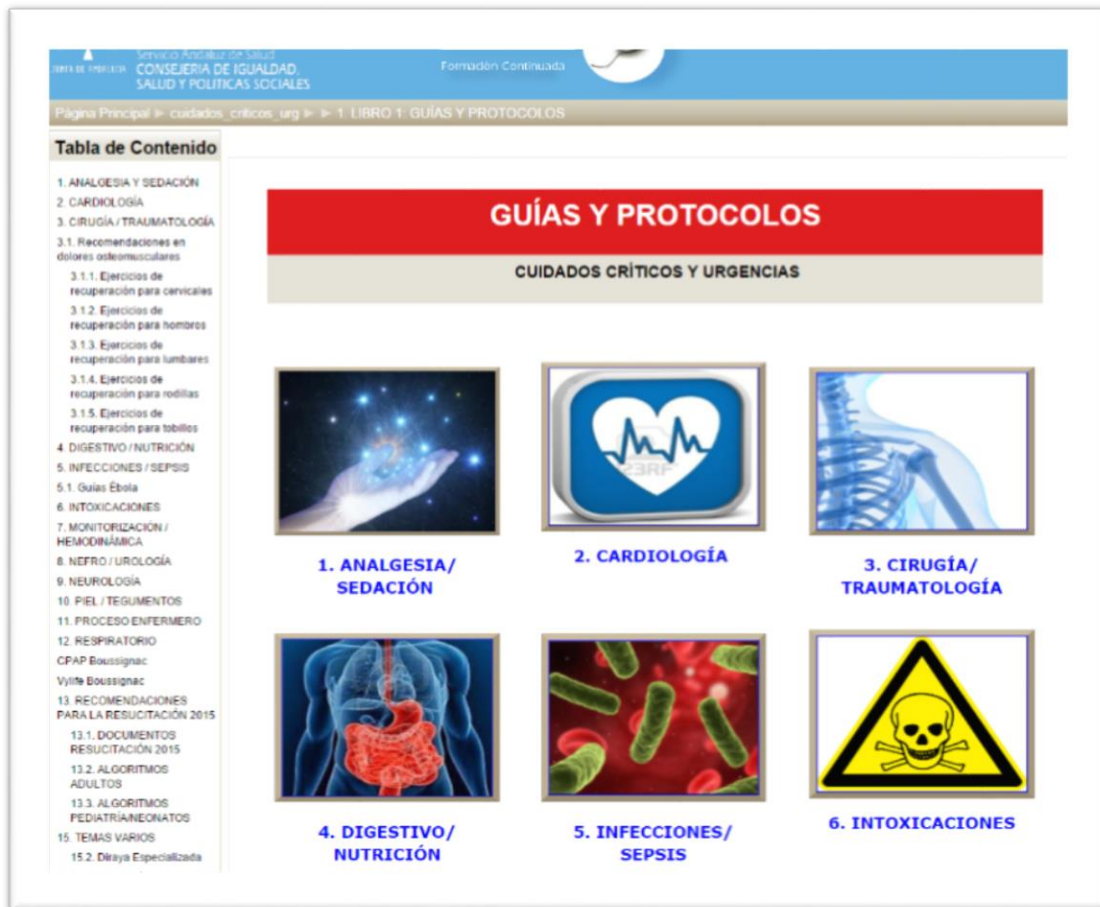 Servicio Andaluz de Salud
JUNTA DE ANDALUCIA
CONSEJERIA DE IGUALDAD,
SALUD Y POLITICAS SOCIALES
Formación Continuada
Página Principal ► cuidados_criticos_urg ► ► 1. LIBRO 1: GUÍAS Y PROTOCOLOS
Tabla de Contenido
1. ANALGESIA Y SEDACIÓN
2. CARDIOLOGÍA
3. CIRUGÍA / TRAUMATOLOGÍA
3.1. Recomendaciones en
dolores osteomusculares
3.1.1. Ejercicios de
recuperación para cervicales
3.1.2. Ejercicios de
recuperación para hombros
3.1.3. Ejercicios de
recuperación para lumbares
3.1.4. Ejercicios de
recuperación para rodillas
3.1.5. Ejercicios de
recuperación para tobillos
4. DIGESTIVO / NUTRICIÓN
5. INFECCIONES / SEPSIS
5.1. Guías Ébola
6. INTOXICACIONES
7. MONITORIZACIÓN /
HEMODINÁMICA
8. NEFRO / UROLOGÍA
9. NEUROLOGÍA
10. PIEL / TEGUMENTOS
11. PROCESO ENFERMERO
12. RESPIRATORIO
CPAP Boussignac
Vylife Boussignac
13. RECOMENDACIONES
PARA LA RESUCITACIÓN 2015
13.1. DOCUMENTOS
RESUCITACIÓN 2015
13.2. ALGORITMOS
ADULTOS
13.3. ALGORITMOS
PEDIATRÍA/NEONATOS
15. TEMAS VARIOS
15.2. Diraya Especializada
GUÍAS Y PROTOCOLOS
CUIDADOS CRÍTICOS Y URGENCIAS
23RF
1. ANALGESIA/
SEDACIÓN
2. CARDIOLOGÍA
3. CIRUGÍA/
TRAUMATOLOGÍA
4. DIGESTIVO/
NUTRICIÓN
5. INFECCIONES/
SEPSIS
6. INTOXICACIONES